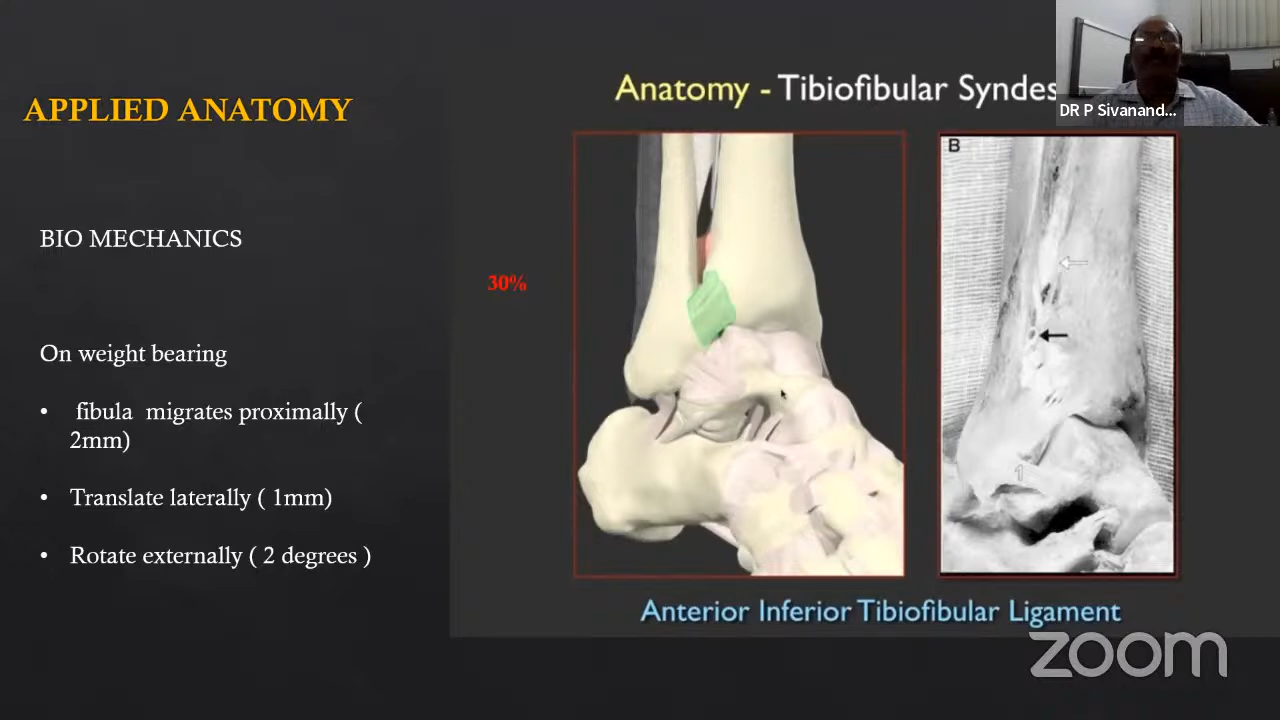 APPLIED ANATOMY
BIO MECHANICS
On weight bearing
• fibula migrates proximally (
2mm)
• Translate laterally ( 1mm)
• Rotate externally ( 2 degrees )
30%
Anatomy - Tibiofibular Syndes
B
1
Anterior Inferior Tibiofibular Ligament
DR P Sivanand...
zoom